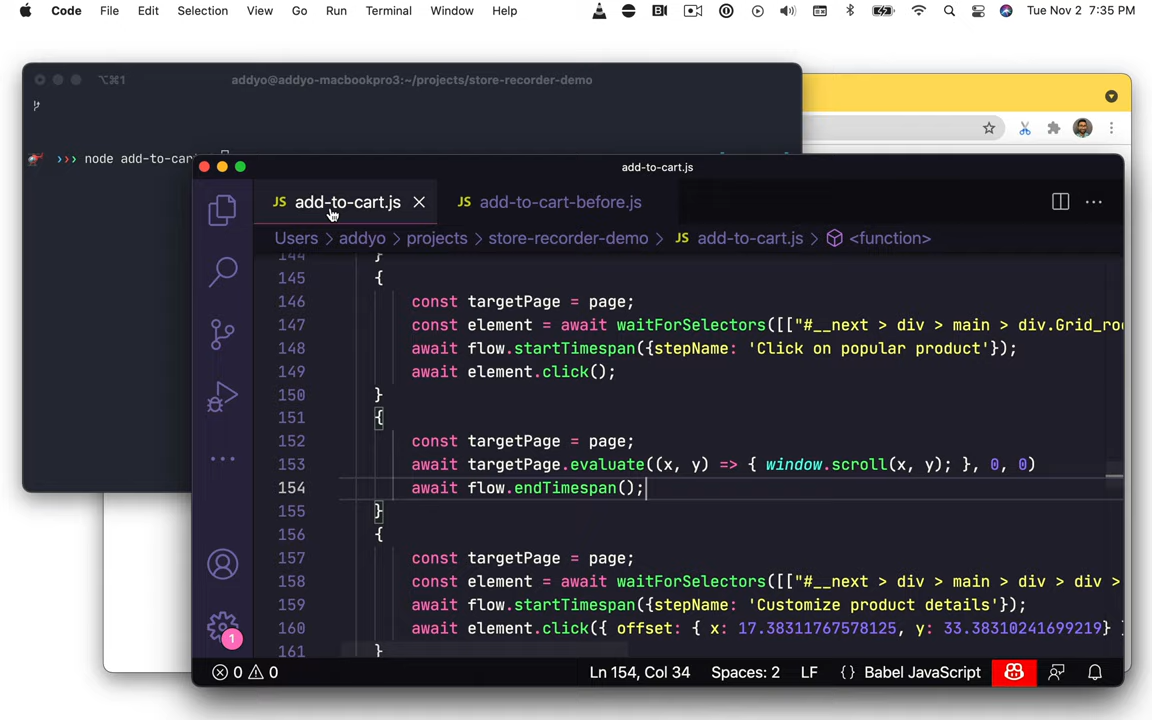 Code File Edit Selection View Go Run Terminal Window Help Tue Nov 2 7:35 PM
⌥⌘1 addyo@addyo-macbookpro3:~/projects/store-recorder-demo
❯❯❯ node add-to-car
add-to-cart.js
JS add-to-cart.js JS add-to-cart-before.js
Users > addyo > projects > store-recorder-demo > JS add-to-cart.js > <function>
144 }
145 {
146 const targetPage = page;
147 const element = await waitForSelectors([["#__next > div > main > div.Grid_ro
148 await flow.startTimespan({stepName: 'Click on popular product'});
149 await element.click();
150 }
151 {
152 const targetPage = page;
153 await targetPage.evaluate((x, y) => { window.scroll(x, y); }, 0, 0)
154 await flow.endTimespan();
155 }
156 {
157 const targetPage = page;
158 const element = await waitForSelectors([["#__next > div > main > div > div >
159 await flow.startTimespan({stepName: 'Customize product details'});
160 await element.click({ offset: { x: 17.38311767578125, y: 33.38310241699219}
161 }
1
0 0 Ln 154, Col 34 Spaces: 2 LF {} Babel JavaScript